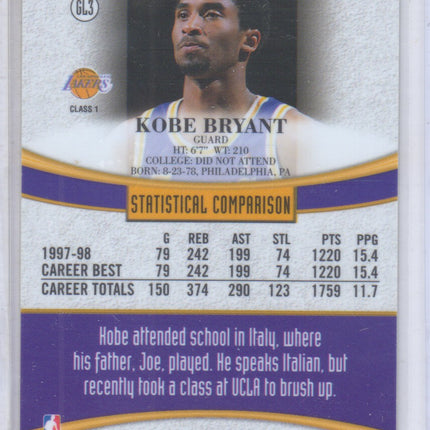 GL3
LAKERS
CLASS 1
KOBE BRYANT
GUARD
HT: 6'7" WT: 210
COLLEGE: DID NOT ATTEND
BORN: 8-23-78, PHILADELPHIA, PA
STATISTICAL COMPARISON
G REB AST STL PTS PPG
1997-98 79 242 199 74 1220 15.4
CAREER BEST 79 242 199 74 1220 15.4
CAREER TOTALS 150 374 290 123 1759 11.7
Kobe attended school in Italy, where
his father, Joe, played. He speaks Italian, but
recently took a class at UCLA to brush up.
NBA